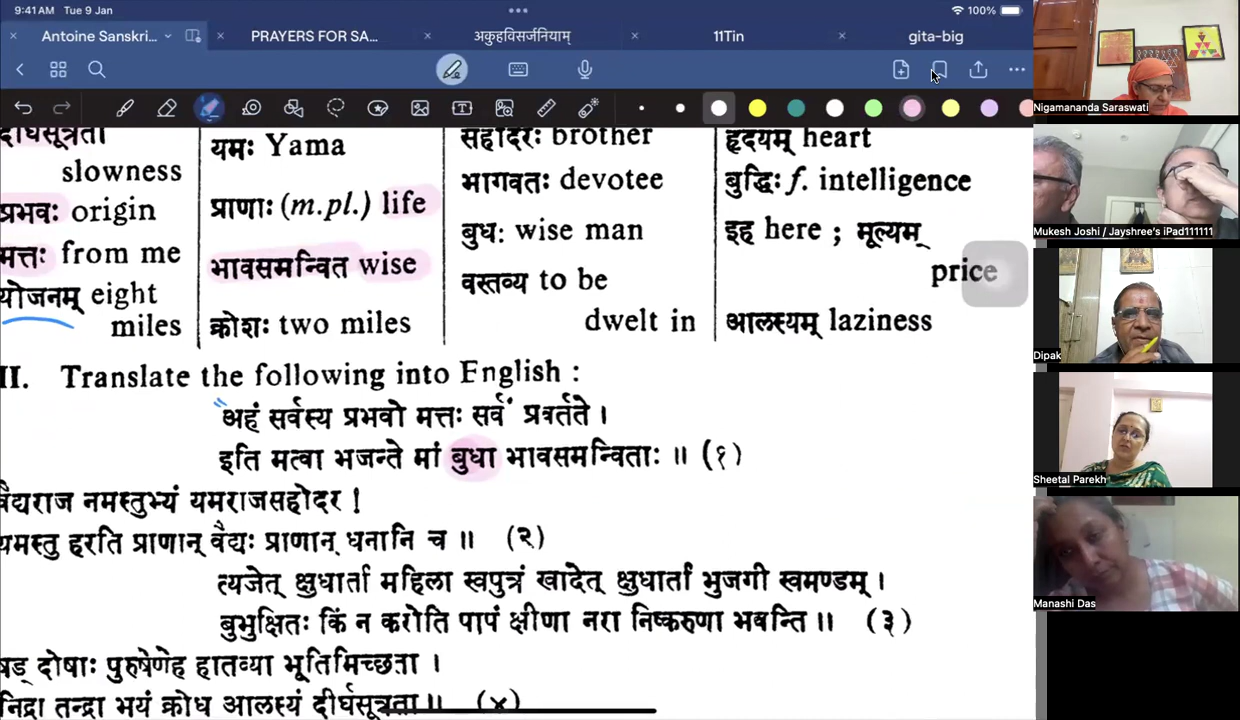 9:41 AM Tue 9 Jan
100%
Antoine Sanskri...
PRAYERS FOR SA...
अकुहविसर्जनियाम्
11Tin
gita-big
दीर्घसूत्रता
slowness
प्रभवः origin
मत्तः from me
योजनम् eight
miles
यमः Yama
प्राणाः (m.pl.) life
भावसमन्वित wise
क्रोशः two miles
सहोदरः brother
भागवतः devotee
बुधः wise man
वस्तव्य to be
dwelt in
हृदयम् heart
बुद्धिः f. intelligence
इह here ; मूल्यम्
price
आलस्यम् laziness
II. Translate the following into English :
अहं सर्वस्य प्रभवो मत्तः सर्वं प्रवर्तते ।
इति मत्वा भजन्ते मां बुधा भावसमन्विताः ॥ (१)
वैद्यराज नमस्तुभ्यं यमराजसहोदर !
यमस्तु हरति प्राणान् वैद्यः प्राणान् धनानि च ॥ (२)
त्यजेत् क्षुधार्ता महिला स्वपुत्रं खादेत् क्षुधार्ता भुजगी स्वमण्डम् ।
बुभुक्षितः किं न करोति पापं क्षीणा नरा निष्करुणा भवन्ति ॥ (३)
षड् दोषाः पुरुषेणेह हातव्या भूतिमिच्छता ।
निद्रा तन्द्रा भयं क्रोध आलस्यं दीर्घसूत्रता ॥ (४)
Nigamananda Saraswati
Mukesh Joshi / Jayshree's iPad111111
Dipak
Sheetal Parekh
Manashi Das